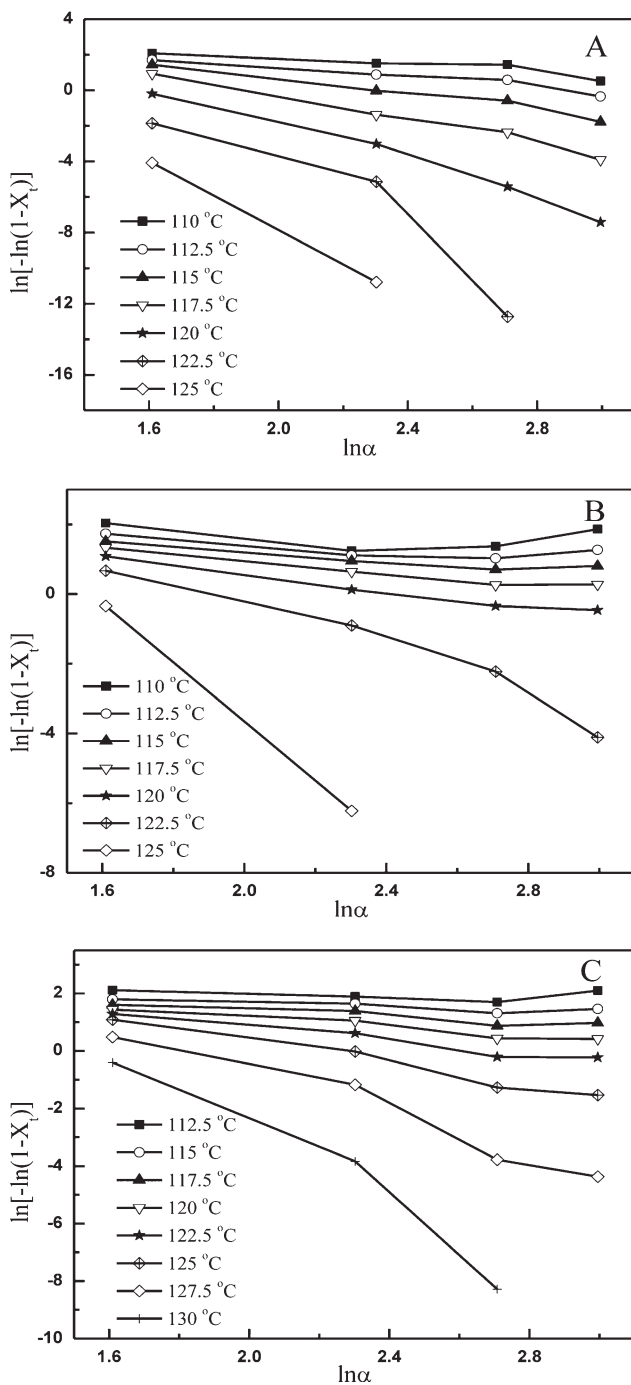 A
ln[-ln(1-Xt)]
4
0
-4
-8
-12
-16
110 °C
112.5 °C
115 °C
117.5 °C
120 °C
122.5 °C
125 °C
1.6 2.0 2.4 2.8
lnα
B
ln[-ln(1-Xt)]
0
-4
-8
110 °C
112.5 °C
115 °C
117.5 °C
120 °C
122.5 °C
125 °C
1.6 2.0 2.4 2.8
lnα
C
ln[-ln(1-Xt)]
2
0
-2
-4
-6
-8
-10
112.5 °C
115 °C
117.5 °C
120 °C
122.5 °C
125 °C
127.5 °C
130 °C
1.6 2.0 2.4 2.8
lnα